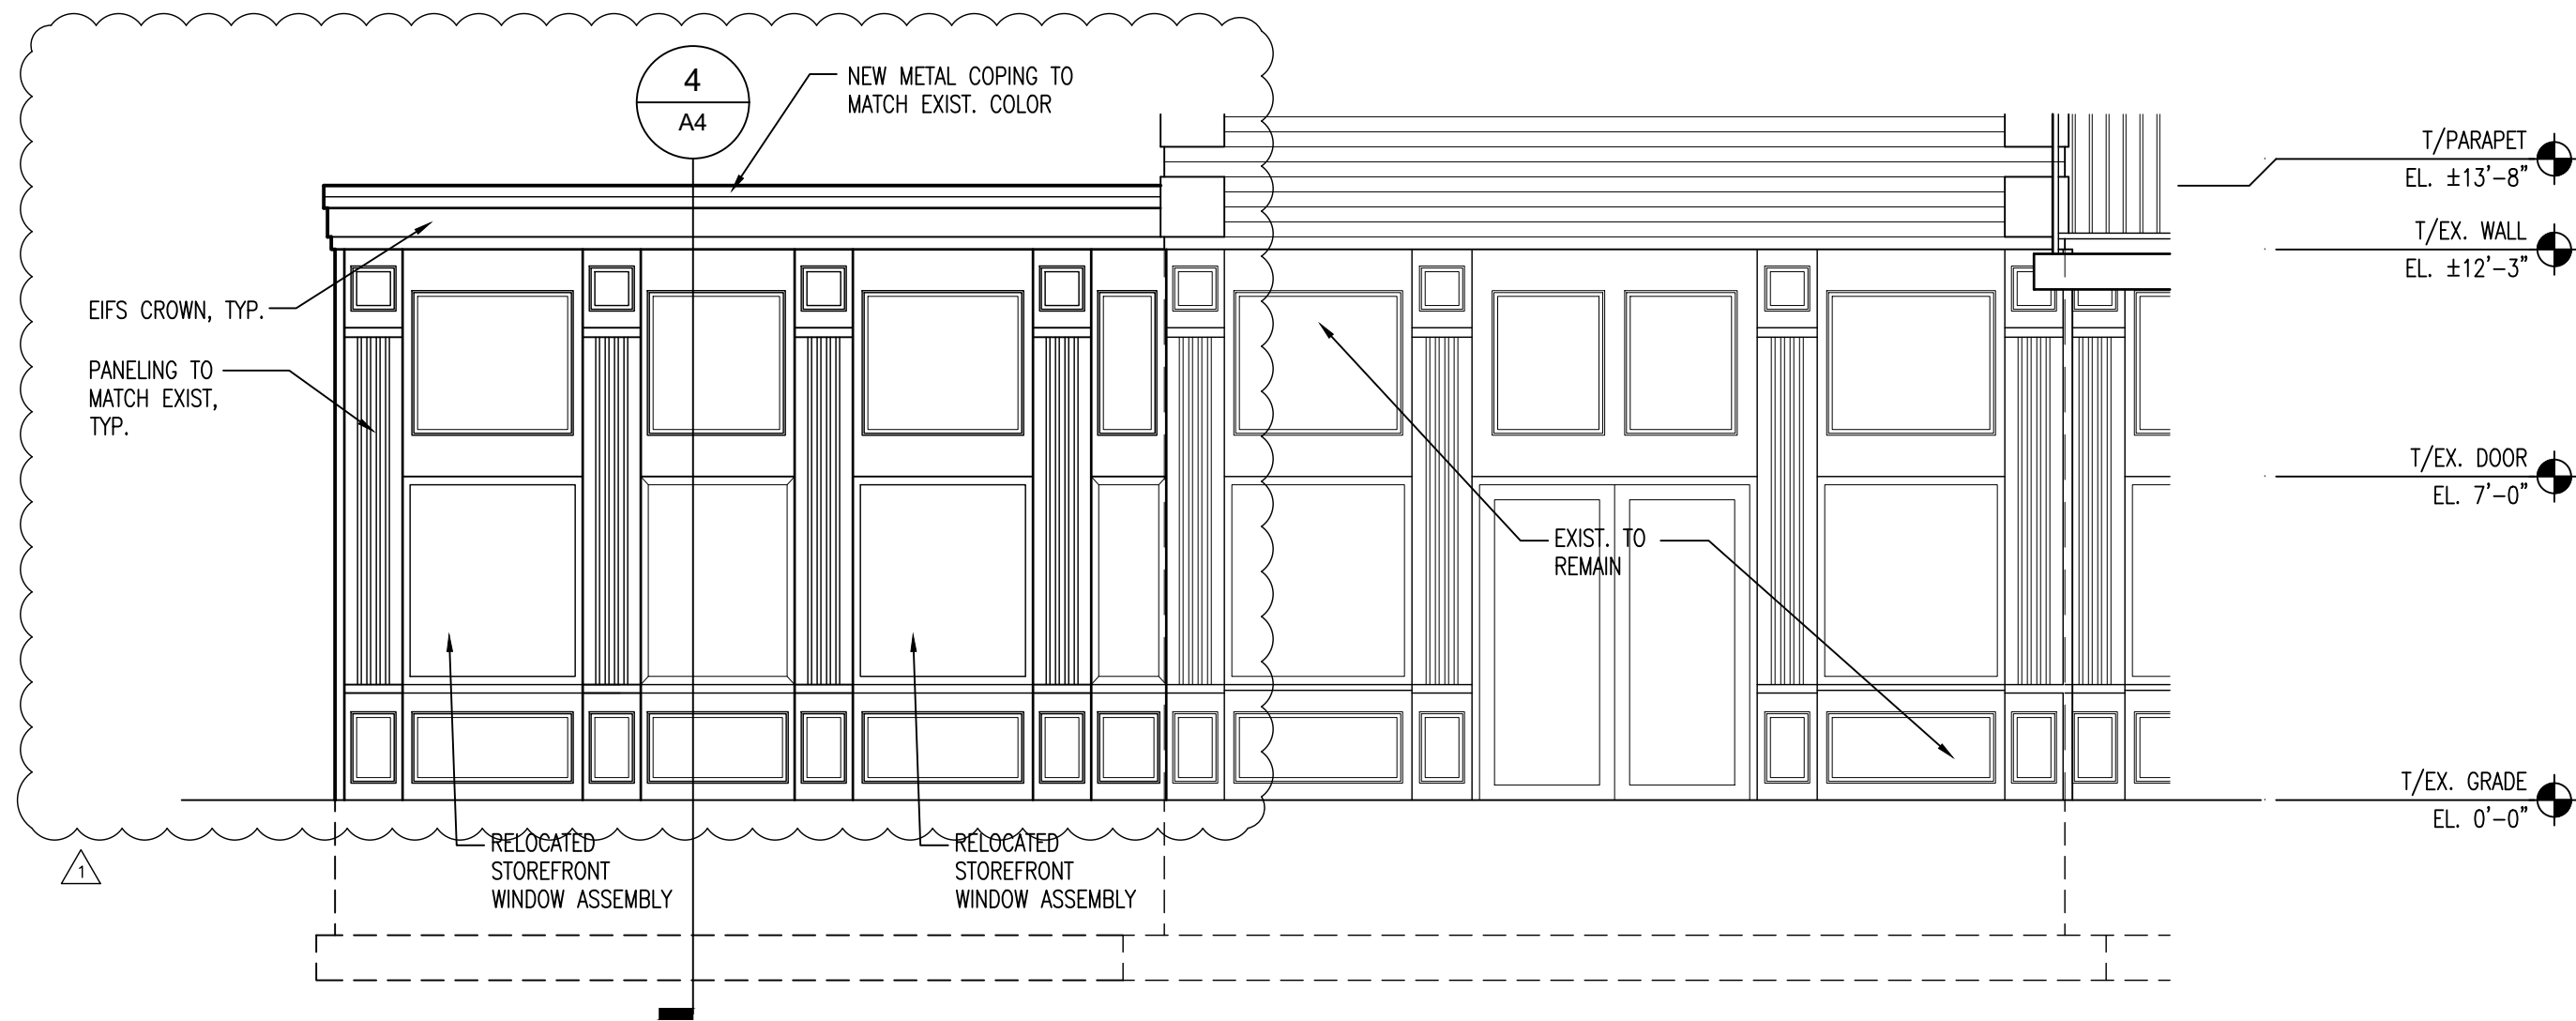 4
A4
NEW METAL COPING TO
MATCH EXIST. COLOR
T/PARAPET
EL. ±13'-8"
T/EX. WALL
EL. ±12'-3"
EIFS CROWN, TYP.
PANELING TO
MATCH EXIST,
TYP.
T/EX. DOOR
EL. 7'-0"
EXIST. TO
REMAIN
T/EX. GRADE
EL. 0'-0"
RELOCATED
STOREFRONT
WINDOW ASSEMBLY
RELOCATED
STOREFRONT
WINDOW ASSEMBLY
1